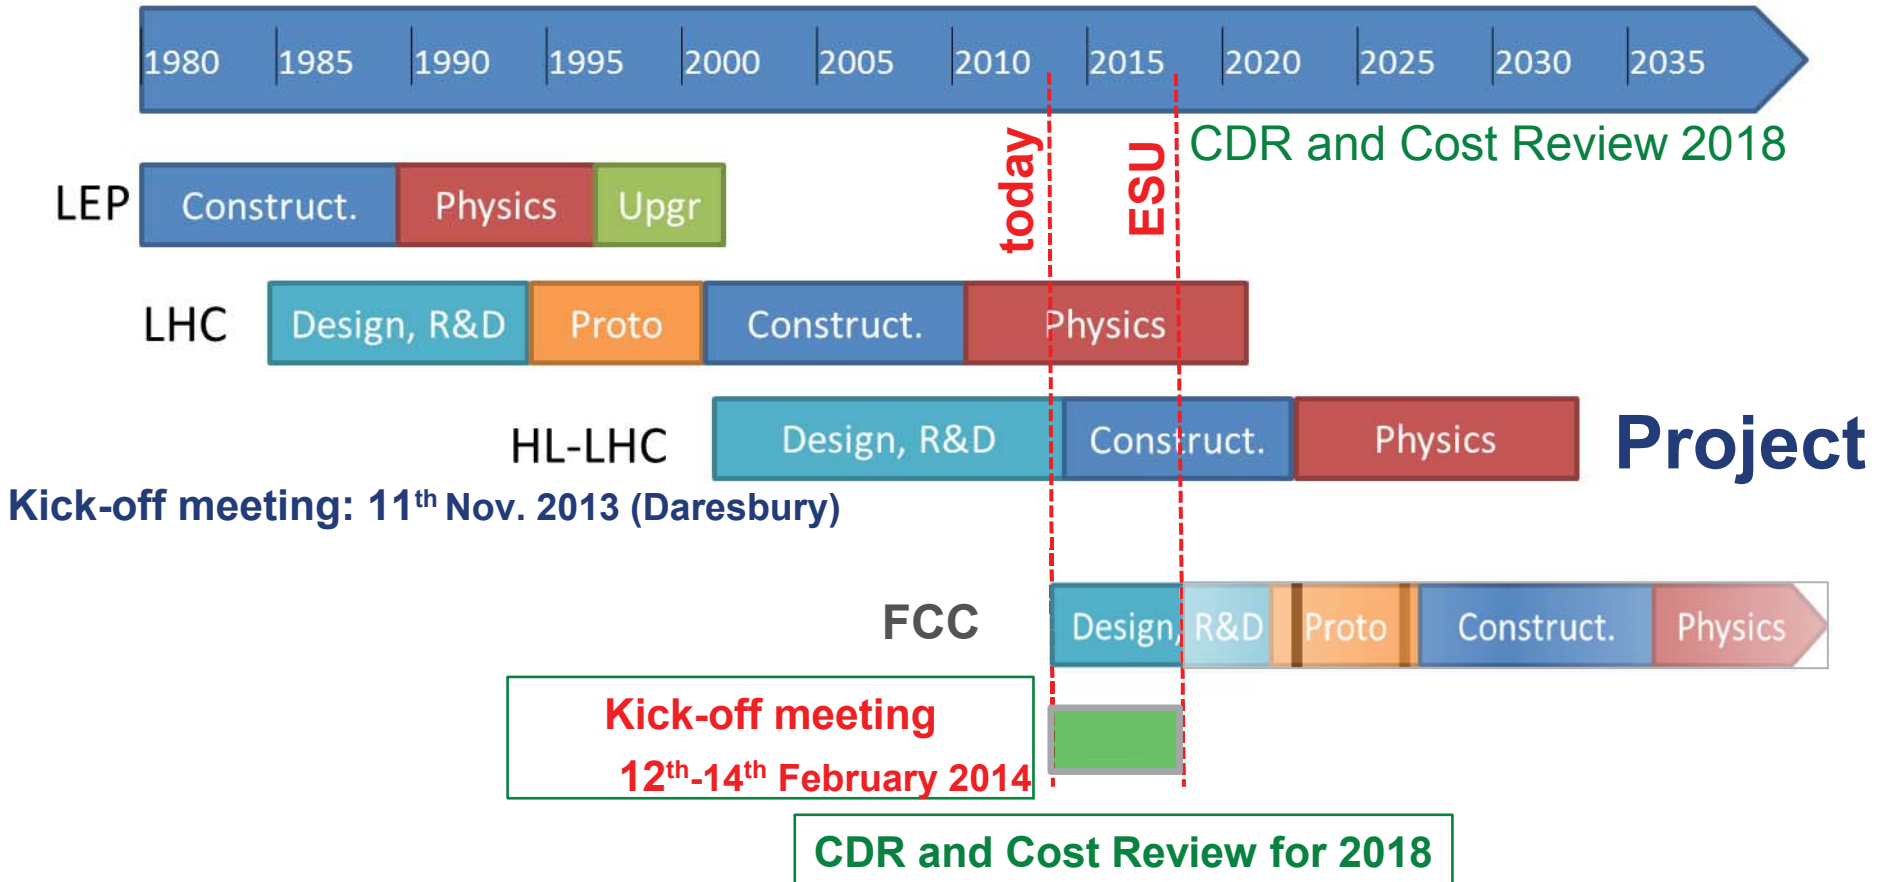 1980 1985 1990 1995 2000 2005 2010 2015 2020 2025 2030 2035
today
ESU
CDR and Cost Review 2018
LEP Construct. Physics Upgr
LHC Design, R&D Proto Construct. Physics
HL-LHC Design, R&D Construct. Physics Project
Kick-off meeting: 11th Nov. 2013 (Daresbury)
FCC Design, R&D Proto Construct. Physics
Kick-off meeting
12th-14th February 2014
CDR and Cost Review for 2018